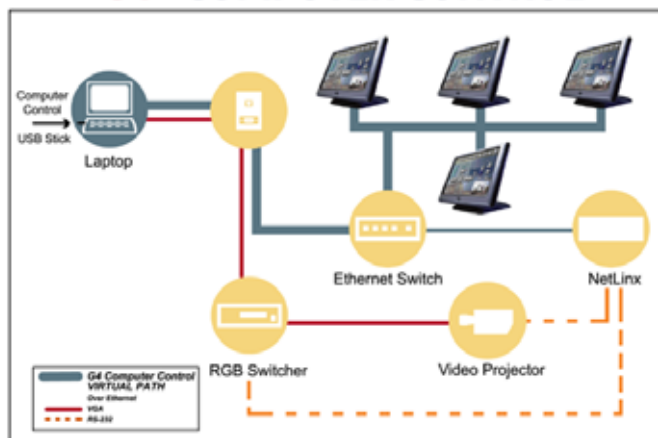 Computer
Control
USB Stick
Laptop
Ethernet Switch
NetLinx
RGB Switcher
Video Projector
G4 Computer Control
VIRTUAL PATH
Over Ethernet
VGA
RS-232